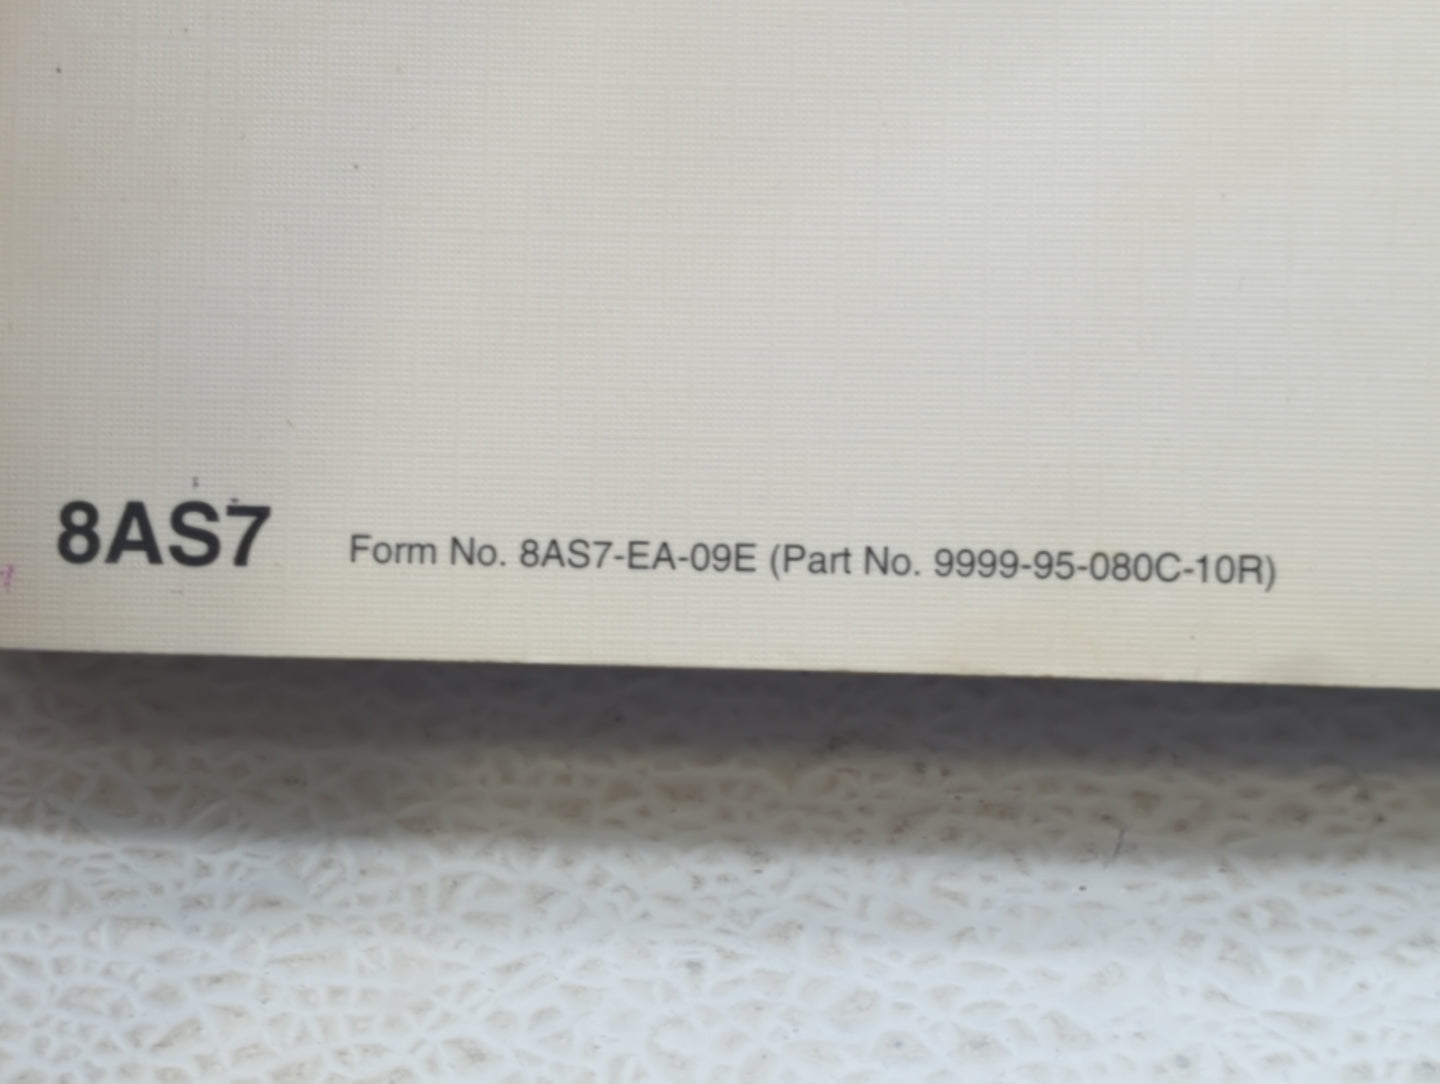 8AS7 Form No. 8AS7-EA-09E (Part No. 9999-95-080C-10R)